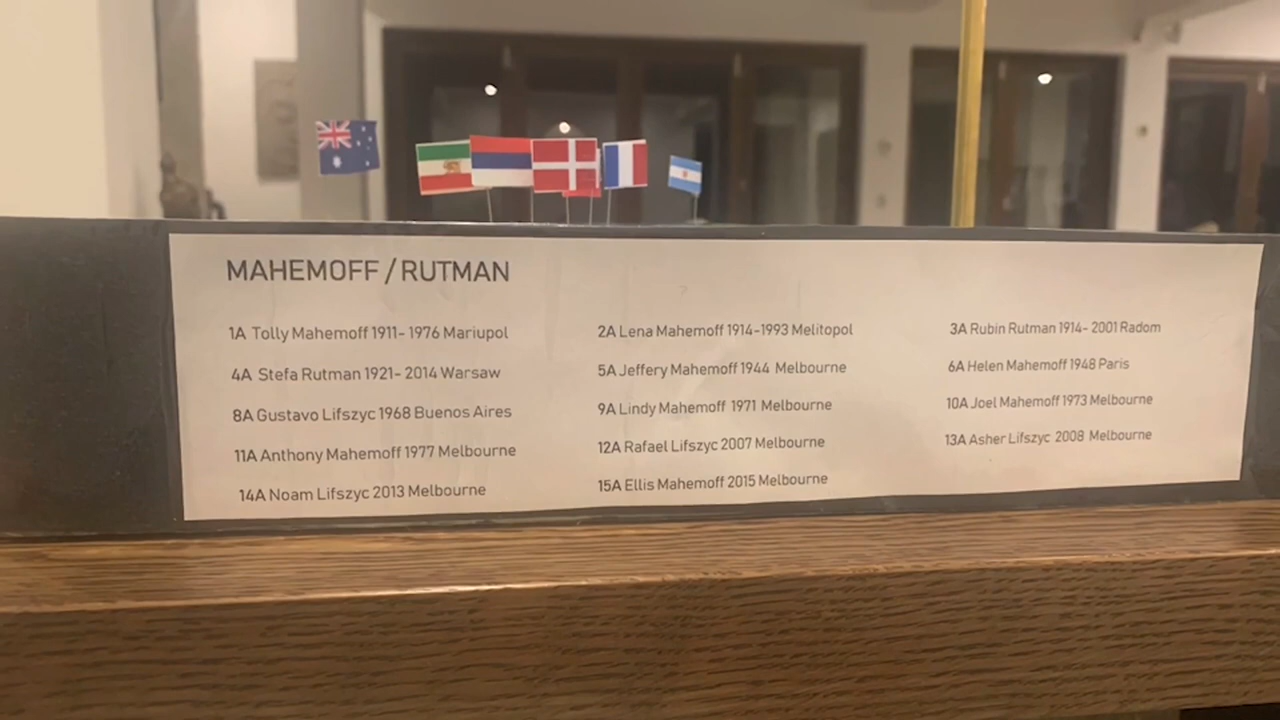 MAHEMOFF / RUTMAN
1A Tolly Mahemoff 1911- 1976 Mariupol 2A Lena Mahemoff 1914-1993 Melitopol 3A Rubin Rutman 1914- 2001 Radom
4A Stefa Rutman 1921- 2014 Warsaw 5A Jeffery Mahemoff 1944 Melbourne 6A Helen Mahemoff 1948 Paris
8A Gustavo Lifszyc 1968 Buenos Aires 9A Lindy Mahemoff 1971 Melbourne 10A Joel Mahemoff 1973 Melbourne
11A Anthony Mahemoff 1977 Melbourne 12A Rafael Lifszyc 2007 Melbourne 13A Asher Lifszyc 2008 Melbourne
14A Noam Lifszyc 2013 Melbourne 15A Ellis Mahemoff 2015 Melbourne